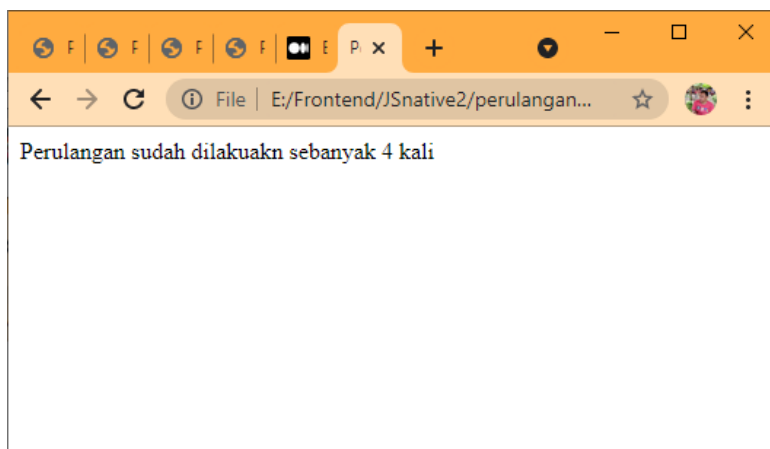 F F F F E P
File E:/Frontend/JSnative2/perulangan...
Perulangan sudah dilakuakn sebanyak 4 kali